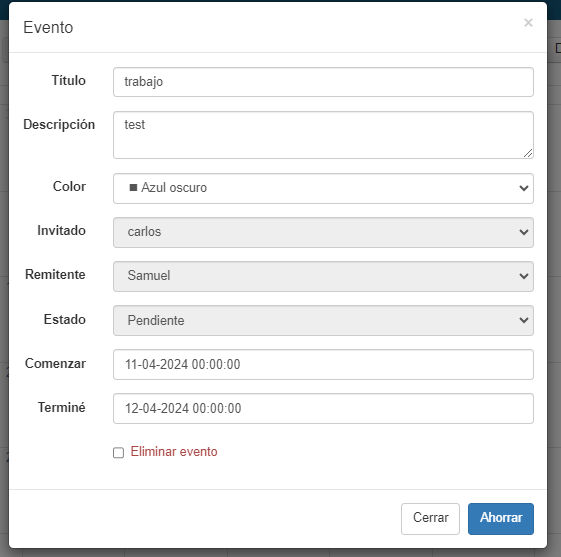 Evento ×
Título trabajo
Descripción test
Color ■ Azul oscuro
Invitado carlos
Remitente Samuel
Estado Pendiente
Comenzar 11-04-2024 00:00:00
Terminé 12-04-2024 00:00:00
Eliminar evento
Cerrar Ahorrar